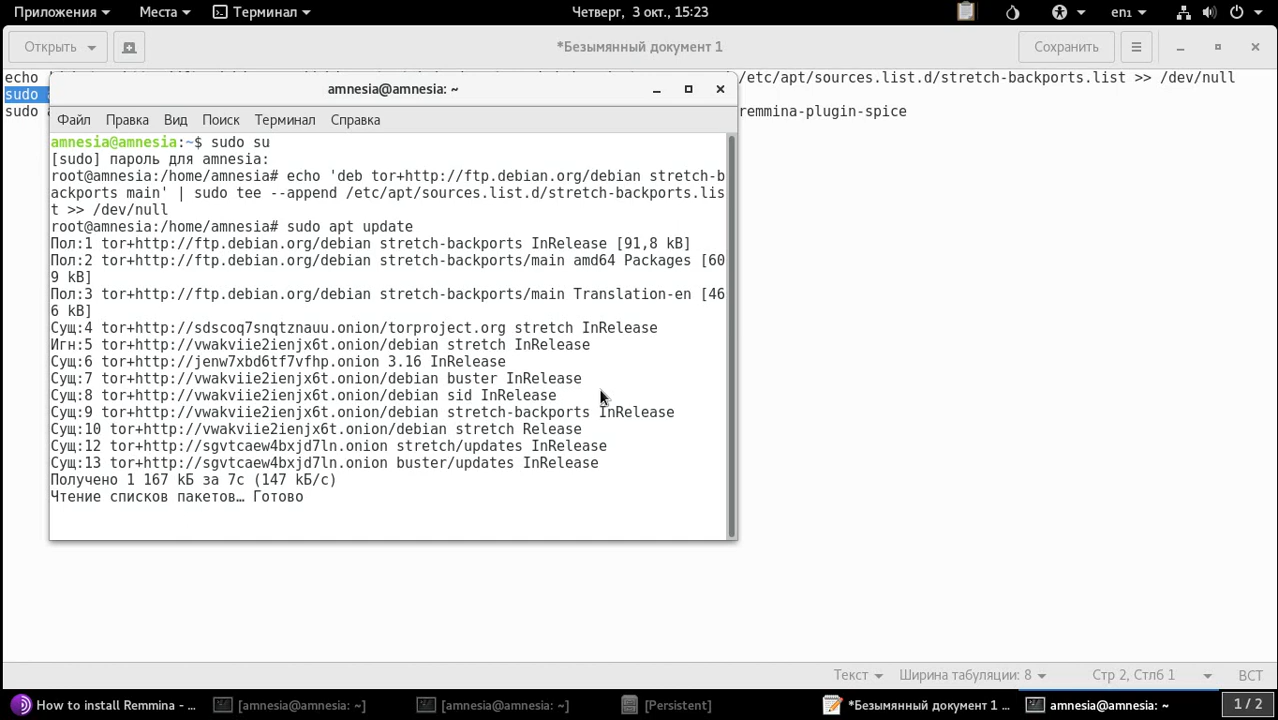 Приложения Места Терминал Четверг, 3 окт., 15:23 en₁
Открыть *Безымянный документ 1 Сохранить
echo /etc/apt/sources.list.d/stretch-backports.list >> /dev/null
sudo
sudo remmina-plugin-spice
amnesia@amnesia: ~
Файл Правка Вид Поиск Терминал Справка
amnesia@amnesia:~$ sudo su
[sudo] пароль для amnesia:
root@amnesia:/home/amnesia# echo 'deb tor+http://ftp.debian.org/debian stretch-b
ackports main' | sudo tee --append /etc/apt/sources.list.d/stretch-backports.lis
t >> /dev/null
root@amnesia:/home/amnesia# sudo apt update
Пол:1 tor+http://ftp.debian.org/debian stretch-backports InRelease [91,8 kB]
Пол:2 tor+http://ftp.debian.org/debian stretch-backports/main amd64 Packages [60
9 kB]
Пол:3 tor+http://ftp.debian.org/debian stretch-backports/main Translation-en [46
6 kB]
Сущ:4 tor+http://sdscoq7snqtznauu.onion/torproject.org stretch InRelease
Игн:5 tor+http://vwakviie2ienjx6t.onion/debian stretch InRelease
Сущ:6 tor+http://jenw7xbd6tf7vfhp.onion 3.16 InRelease
Сущ:7 tor+http://vwakviie2ienjx6t.onion/debian buster InRelease
Сущ:8 tor+http://vwakviie2ienjx6t.onion/debian sid InRelease
Сущ:9 tor+http://vwakviie2ienjx6t.onion/debian stretch-backports InRelease
Сущ:10 tor+http://vwakviie2ienjx6t.onion/debian stretch Release
Сущ:12 tor+http://sgvtcaew4bxjd7ln.onion stretch/updates InRelease
Сущ:13 tor+http://sgvtcaew4bxjd7ln.onion buster/updates InRelease
Получено 1 167 kБ за 7с (147 kБ/c)
Чтение списков пакетов… Готово
Текст Ширина табуляции: 8 Стр 2, Стлб 1 ВСТ
How to install Remmina - ... [amnesia@amnesia: ~] [amnesia@amnesia: ~] [Persistent] *Безымянный документ 1 ... amnesia@amnesia: ~ 1 / 2